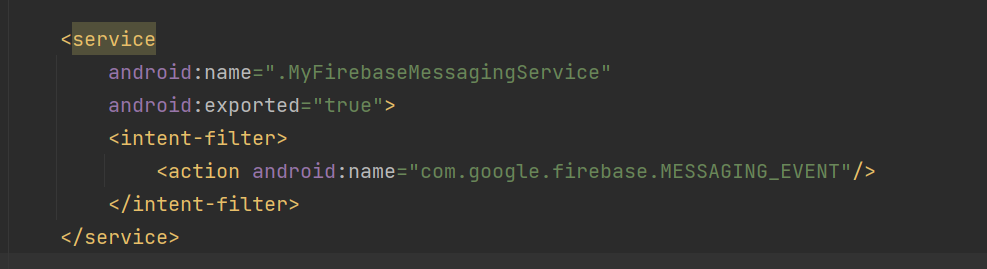 <service
android:name=".MyFirebaseMessagingService"
android:exported="true">
<intent-filter>
<action android:name="com.google.firebase.MESSAGING_EVENT"/>
</intent-filter>
</service>